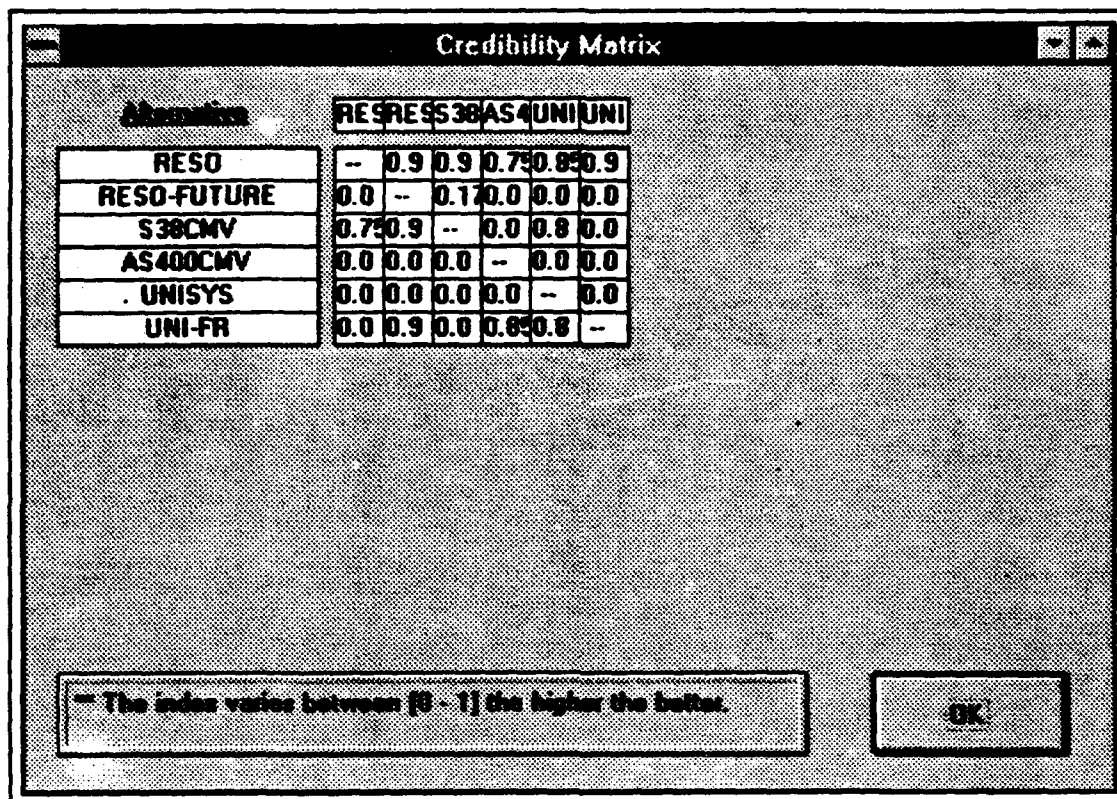 Credibility Matrix
Alternative RES RES S38 AS4 UNI UNI
RESO -- 0.9 0.9 0.75 0.85 0.9
RESO-FUTURE 0.0 -- 0.17 0.0 0.0 0.0
S38CMV 0.75 0.9 -- 0.0 0.8 0.0
AS400CMV 0.0 0.0 0.0 -- 0.0 0.0
UNISYS 0.0 0.0 0.0 0.0 -- 0.0
UNI-FR 0.0 0.9 0.0 0.85 0.8 --
== The index varies between [0 - 1] the higher the better.
OK